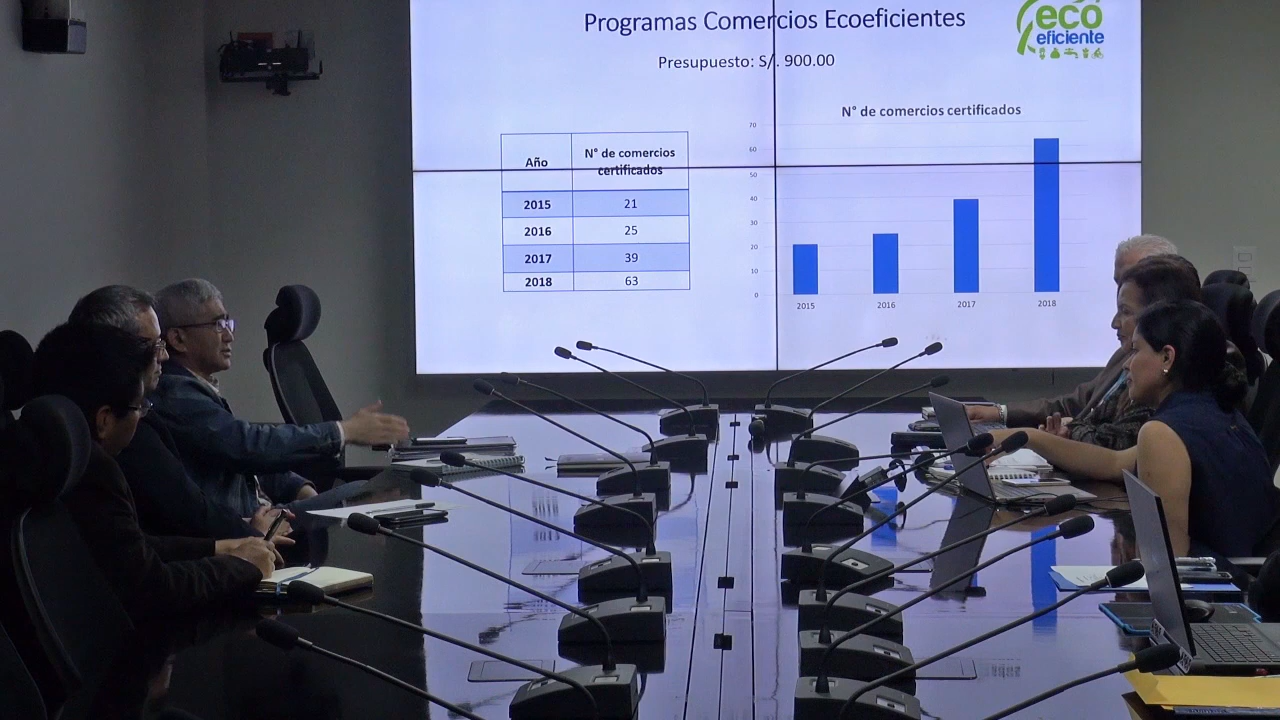 Programas Comercios Ecoeficientes
eco
eficiente
Presupuesto: S/. 900.00
Año
N° de comercios
certificados
2015 21
2016 25
2017 39
2018 63
N° de comercios certificados
70
60
50
40
30
20
10
0
2015 2016 2017 2018